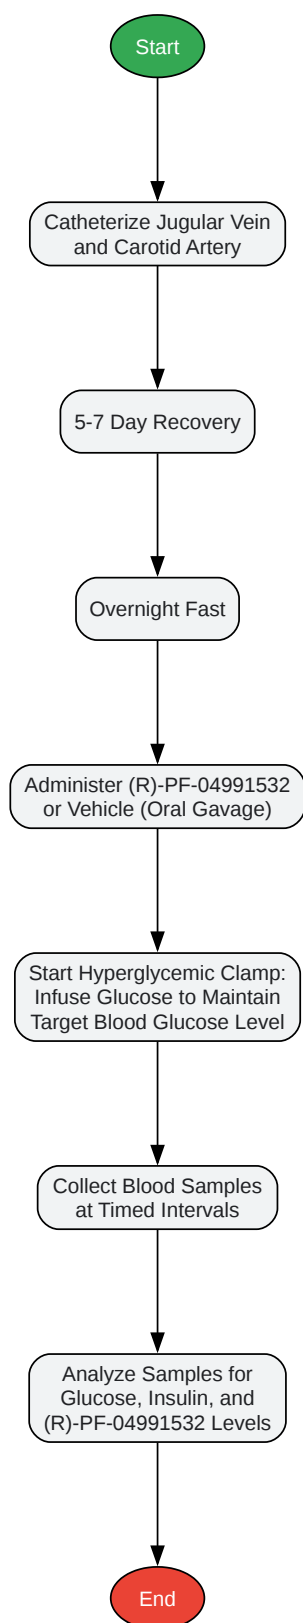 Start
Catheterize Jugular Vein
and Carotid Artery
5-7 Day Recovery
Overnight Fast
Administer (R)-PF-04991532
or Vehicle (Oral Gavage)
Start Hyperglycemic Clamp:
Infuse Glucose to Maintain
Target Blood Glucose Level
Collect Blood Samples
at Timed Intervals
Analyze Samples for
Glucose, Insulin, and
(R)-PF-04991532 Levels
End